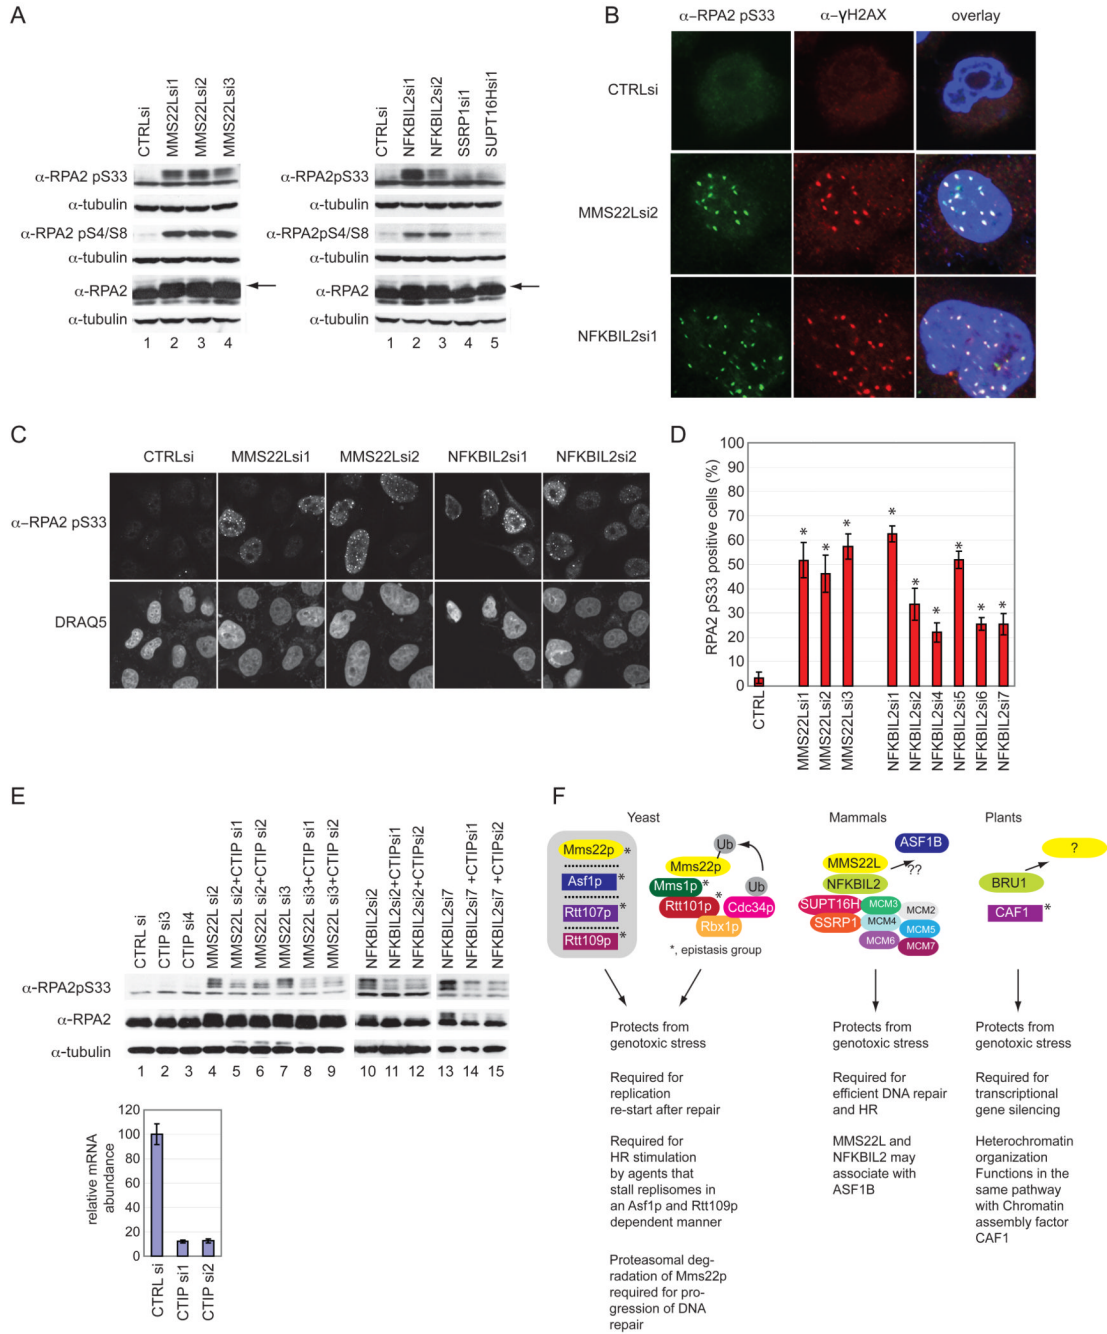 A
CTRLsi
MMS22Lsi1
MMS22Lsi2
MMS22Lsi3
α-RPA2 pS33
α-tubulin
α-RPA2 pS4/S8
α-tubulin
α-RPA2
α-tubulin
1 2 3 4
CTRLsi
NFKBIL2si1
NFKBIL2si2
SSRP1si1
SUPT16Hsi1
α-RPA2pS33
α-tubulin
α-RPA2pS4/S8
α-tubulin
α-RPA2
α-tubulin
1 2 3 4 5
B
α-RPA2 pS33 α-γH2AX overlay
CTRLsi
MMS22Lsi2
NFKBIL2si1
C
CTRLsi MMS22Lsi1 MMS22Lsi2 NFKBIL2si1 NFKBIL2si2
α-RPA2 pS33
DRAQ5
D
RPA2 pS33 positive cells (%)
100
90
80
70
60
50
40
30
20
10
0
* * * * * * * * *
CTRL
MMS22Lsi1
MMS22Lsi2
MMS22Lsi3
NFKBIL2si1
NFKBIL2si2
NFKBIL2si4
NFKBIL2si5
NFKBIL2si6
NFKBIL2si7
E
CTRL si
CTIP si3
CTIP si4
MMS22L si2
MMS22L si2+CTIP si1
MMS22L si2+CTIP si2
MMS22L si3
MMS22L si3+CTIP si1
MMS22L si3+CTIP si2
NFKBIL2si2
NFKBIL2si2+CTIPsi1
NFKBIL2si2+CTIPsi2
NFKBIL2si7
NFKBIL2si7 +CTIPsi1
NFKBIL2si7 +CTIPsi2
α-RPA2pS33
α-RPA2
α-tubulin
1 2 3 4 5 6 7 8 9 10 11 12 13 14 15
relative mRNA
abundance
120
100
80
60
40
20
0
CTRL si
CTIP si1
CTIP si2
F
Yeast
Mms22p *
Asf1p *
Rtt107p *
Rtt109p *
Ub
Mms22p
Mms1p *
Ub
Rtt101p *
Cdc34p
Rbx1p
*, epistasis group
Protects from
genotoxic stress
Required for
replication
re-start after repair
Required for
HR stimulation
by agents that
stall replisomes in
an Asf1p and Rtt109p
dependent manner
Proteasomal deg-
radation of Mms22p
required for pro-
gression of DNA
repair
Mammals
ASF1B
MMS22L
??
NFKBIL2
SUPT16H
MCM3
MCM2
SSRP1
MCM4
MCM5
MCM6
MCM7
Protects from
genotoxic stress
Required for
efficient DNA repair
and HR
MMS22L and
NFKBIL2 may
associate with
ASF1B
Plants
?
BRU1
CAF1 *
Protects from
genotoxic stress
Required for
transcriptional
gene silencing
Heterochromatin
organization
Functions in the
same pathway
with Chromatin
assembly factor
CAF1